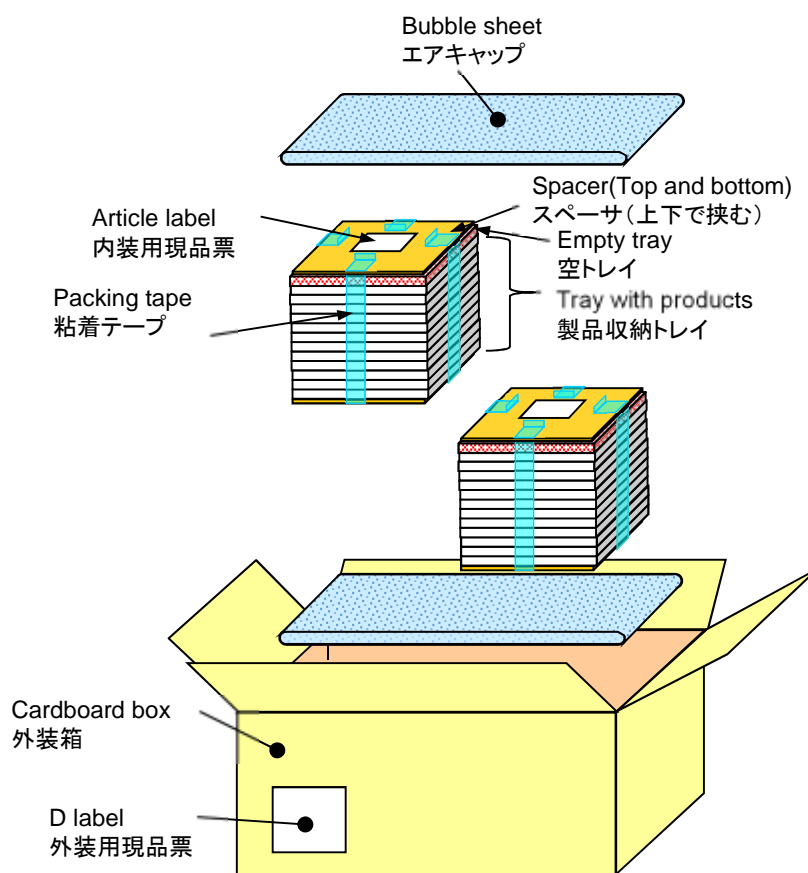 Bubble sheet
エアキャップ
Spacer(Top and bottom)
スペーサ（上下で挟む）
Article label
内装用現品票
Empty tray
空トレイ
Packing tape
粘着テープ
Tray with products
製品収納トレイ
Cardboard box
外装箱
D label
外装用現品票